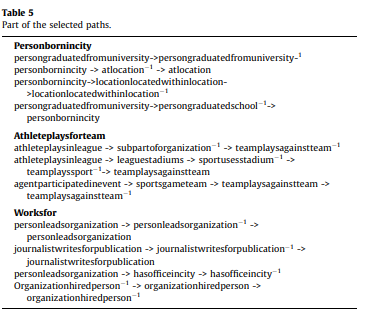 Table 5
Part of the selected paths.
Personbornincity
persongraduatedfromuniversity->persongraduatedfromuniversity-¹
personbornincity -> atlocation⁻¹ -> atlocation
personbornincity->locationlocatedwithinlocation-
>locationlocatedwithinlocation⁻¹
persongraduatedfromuniversity->persongraduatedschool⁻¹->
personbornincity
Athleteplaysforteam
athleteplaysinleague -> subpartoforganization⁻¹ -> teamplaysagainstteam⁻¹
athleteplaysinleague -> leaguestadiums -> sportusesstadium⁻¹ ->
teamplayssport⁻¹-> teamplaysagainstteam
agentparticipatedinevent -> sportsgameteam -> teamplaysagainstteam ->
teamplaysagainstteam⁻¹
Worksfor
personleadsorganization -> personleadsorganization⁻¹ ->
personleadsorganization
journalistwritesforpublication -> journalistwritesforpublication⁻¹ ->
journalistwritesforpublication
personleadsorganization -> hasofficeincity -> hasofficeincity⁻¹
Organizationhiredperson⁻¹ -> organizationhiredperson ->
organizationhiredperson⁻¹